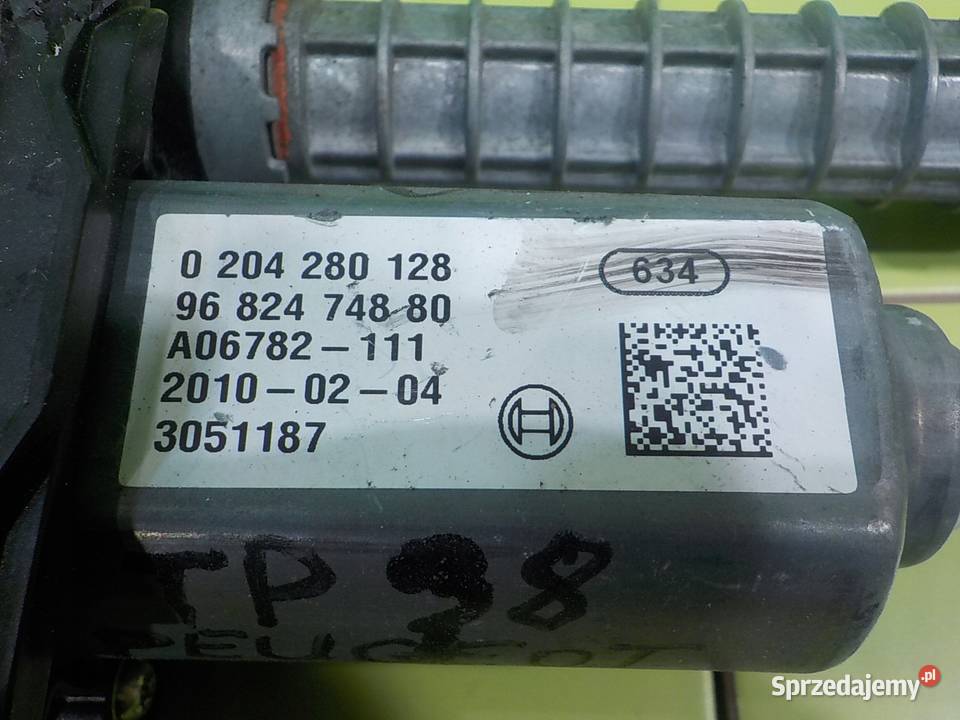 0 204 280 128
634
96 824 748 80
A06782-111
2010-02-04
3051187
TP 98
PEUGEOT
Sprzedajemy.pl